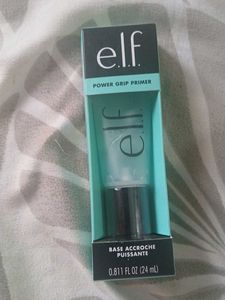 e.l.f.
POWER GRIP PRIMER
e.l.f.
BASE ACCROCHE
PUISSANTE
0.811 FL OZ (24 mL)